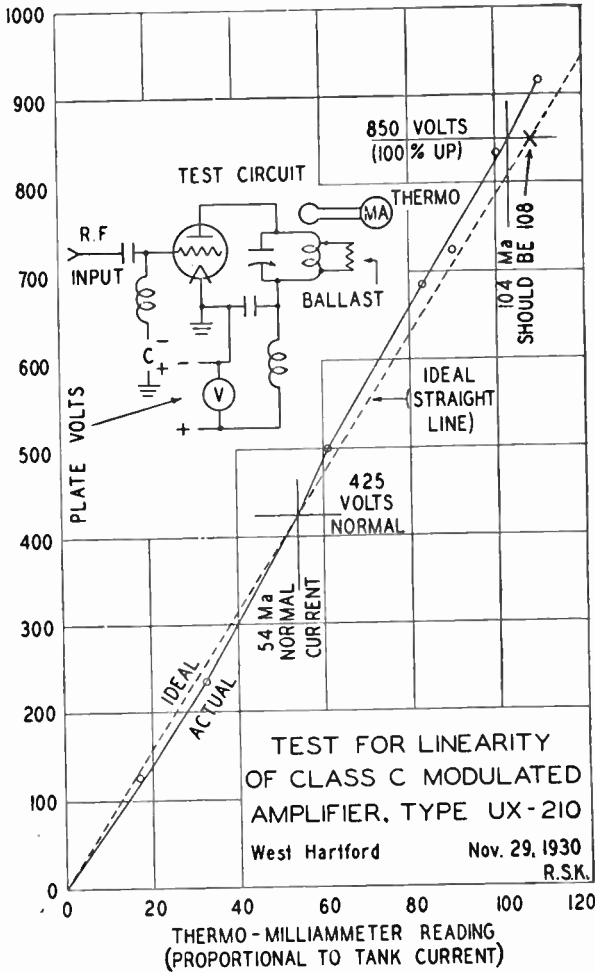 1000
900
800
700
600
500
400
300
200
100
0
PLATE VOLTS
850 VOLTS
(100% UP)
TEST CIRCUIT
THERMO
MA
R.F
INPUT
BALLAST
C
-
+
-
V
+
104 Ma
SHOULD BE 108
IDEAL
(STRAIGHT
LINE)
425
VOLTS
NORMAL
54 Ma
NORMAL
CURRENT
IDEAL
ACTUAL
TEST FOR LINEARITY
OF CLASS C MODULATED
AMPLIFIER, TYPE UX-210
West Hartford Nov. 29, 1930
R.S.K.
0 20 40 60 80 100 120
THERMO-MILLIAMMETER READING
(PROPORTIONAL TO TANK CURRENT)